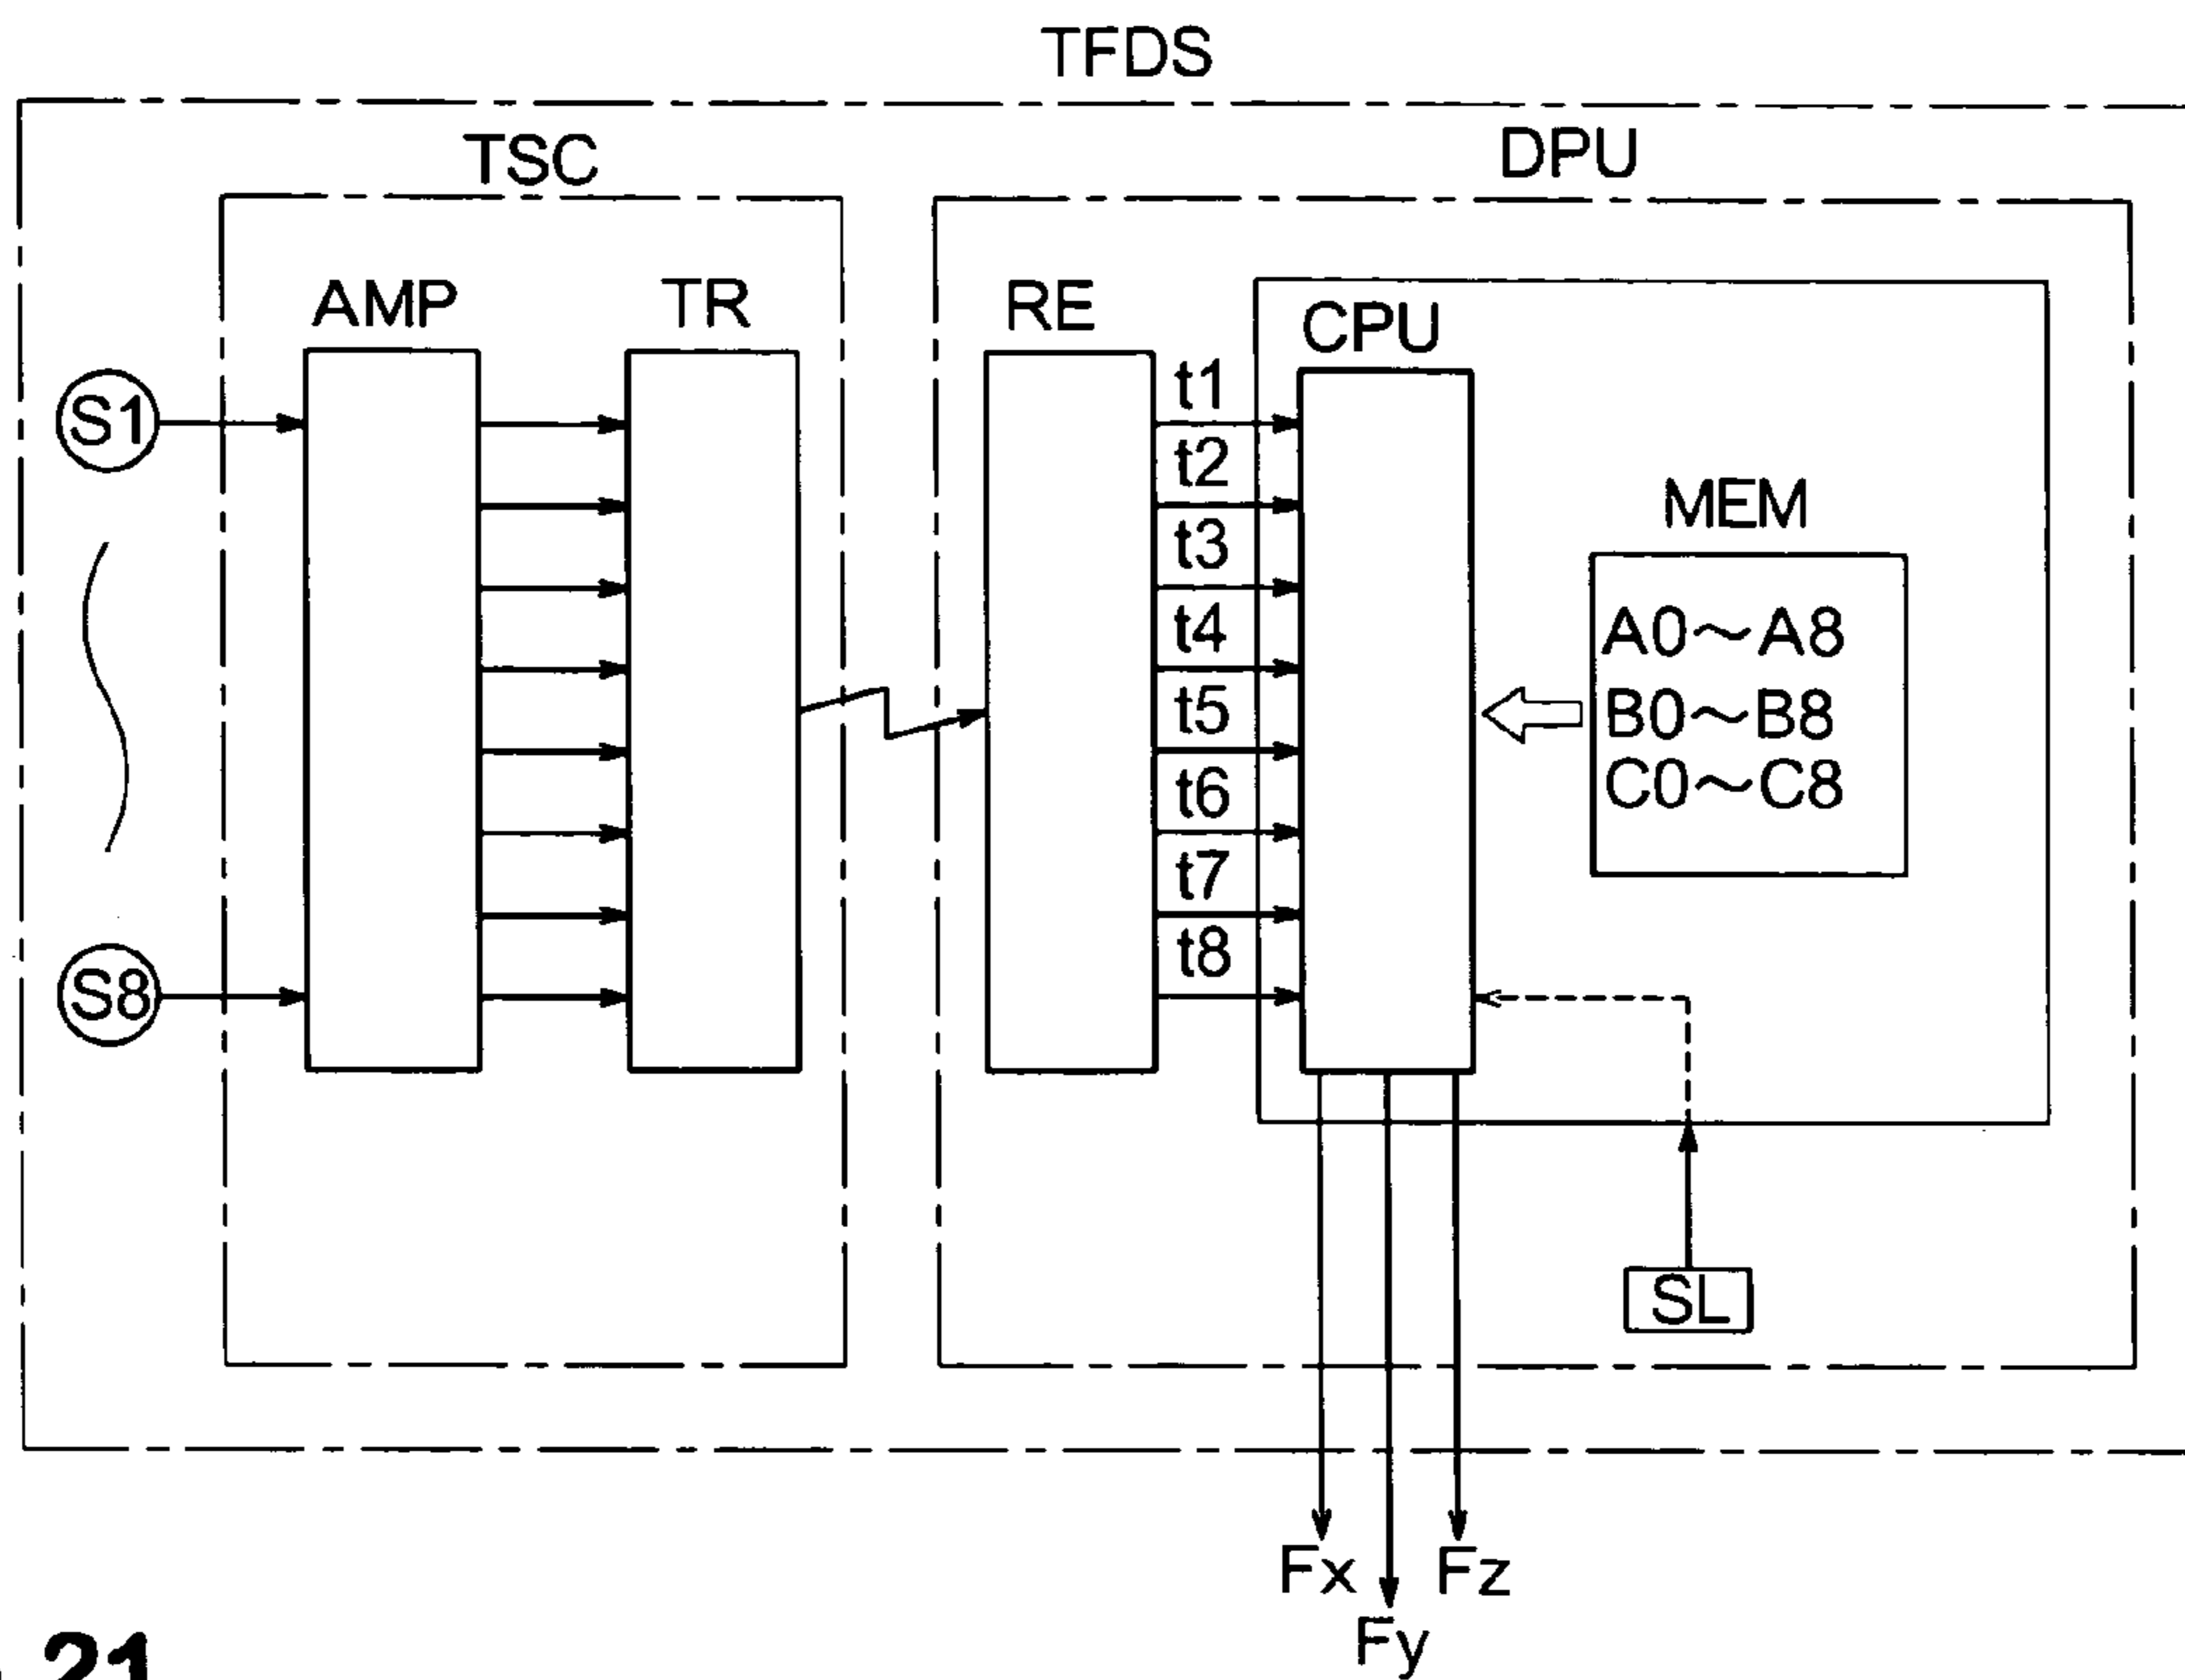 TFDS
TSC
DPU
AMP
TR
RE
CPU
S1
t1
t2
t3
t4
t5
t6
t7
t8
MEM
A0~A8
B0~B8
C0~C8
S8
SL
Fx
Fz
Fy
21